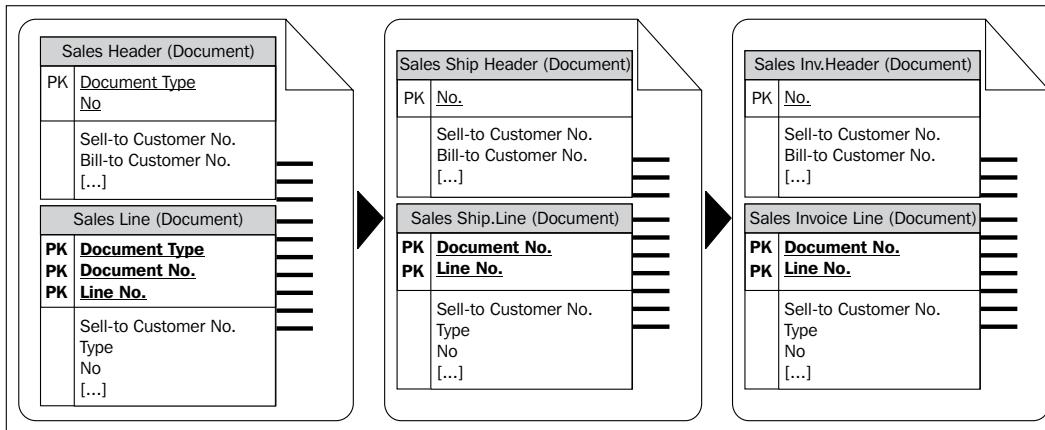 Sales Header (Document)
PK Document Type
No
Sell-to Customer No.
Bill-to Customer No.
[...]
Sales Line (Document)
PK Document Type
PK Document No.
PK Line No.
Sell-to Customer No.
Type
No
[...]
Sales Ship Header (Document)
PK No.
Sell-to Customer No.
Bill-to Customer No.
[...]
Sales Ship.Line (Document)
PK Document No.
PK Line No.
Sell-to Customer No.
Type
No
[...]
Sales Inv.Header (Document)
PK No.
Sell-to Customer No.
Bill-to Customer No.
[...]
Sales Invoice Line (Document)
PK Document No.
PK Line No.
Sell-to Customer No.
Type
No
[...]